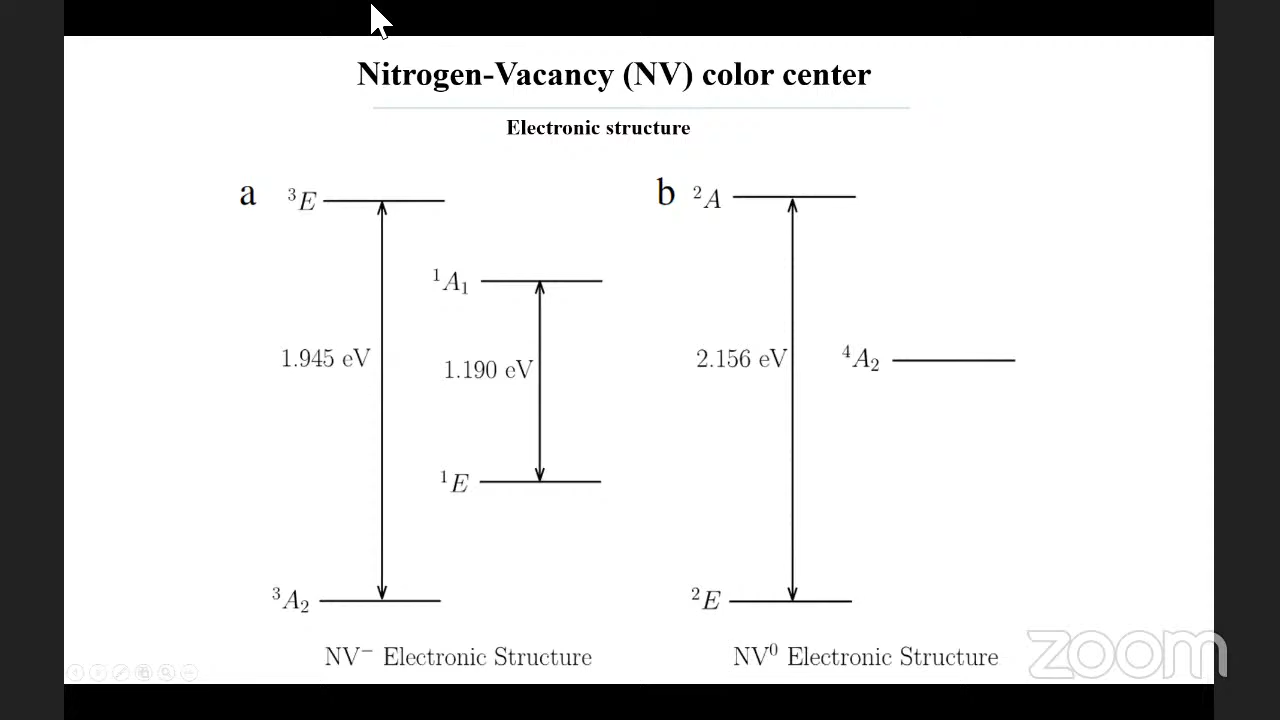 Nitrogen-Vacancy (NV) color center
Electronic structure
a
³E
¹A₁
1.945 eV
1.190 eV
¹E
³A₂
NV⁻ Electronic Structure
b
²A
2.156 eV
⁴A₂
²E
NV⁰ Electronic Structure
zoom